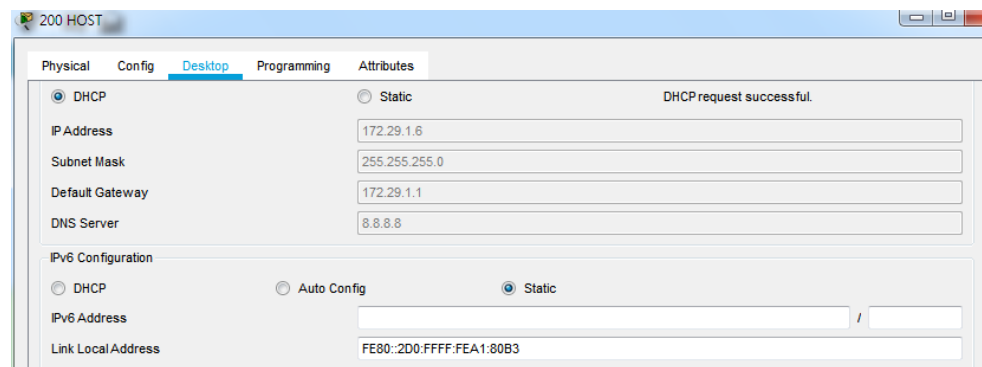 200 HOST
Physical Config Desktop Programming Attributes
DHCP Static DHCP request successful.
IP Address 172.29.1.6
Subnet Mask 255.255.255.0
Default Gateway 172.29.1.1
DNS Server 8.8.8.8
IPv6 Configuration
DHCP Auto Config Static
IPv6 Address /
Link Local Address FE80::2D0:FFFF:FEA1:80B3